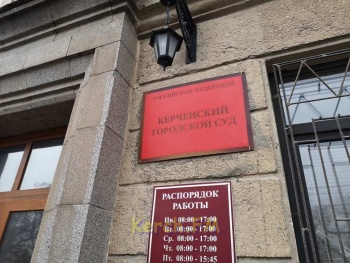 РОССИЙСКАЯ ФЕДЕРАЦИЯ
КЕРЧЕНСКИЙ
ГОРОДСКОЙ СУД
РАСПОРЯДОК
РАБОТЫ
Пн. 08:00 - 17:00
Вт. 08:00 - 17:00
Ср. 08:00 - 17:00
Чт. 08:00 - 17:00
Пт. 08:00 - 15:45